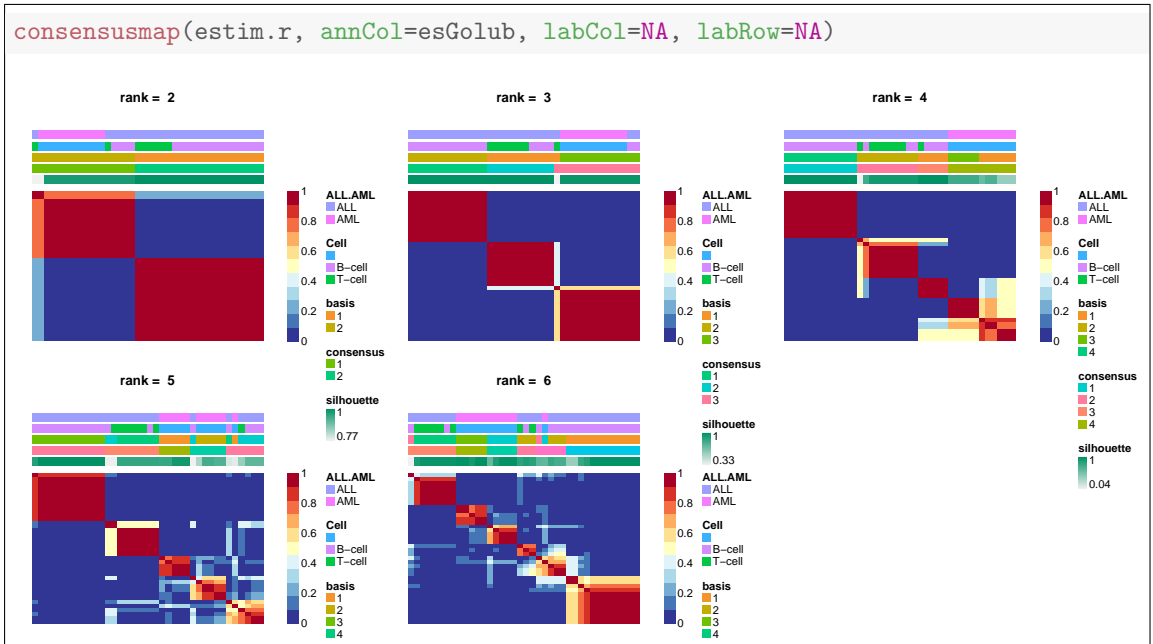 consensusmap(estim.r, annCol=esGolub, labCol=NA, labRow=NA)
rank = 2
1
0.8
0.6
0.4
0.2
0
ALL.AML
ALL
AML
Cell
B−cell
T−cell
basis
1
2
consensus
1
2
silhouette
1
0.77
rank = 3
1
0.8
0.6
0.4
0.2
0
ALL.AML
ALL
AML
Cell
B−cell
T−cell
basis
1
2
3
consensus
1
2
3
silhouette
1
0.33
rank = 4
1
0.8
0.6
0.4
0.2
0
ALL.AML
ALL
AML
Cell
B−cell
T−cell
basis
1
2
3
4
consensus
1
2
3
4
silhouette
1
0.04
rank = 5
1
0.8
0.6
0.4
0.2
0
ALL.AML
ALL
AML
Cell
B−cell
T−cell
basis
1
2
3
4
rank = 6
1
0.8
0.6
0.4
0.2
0
ALL.AML
ALL
AML
Cell
B−cell
T−cell
basis
1
2
3
4